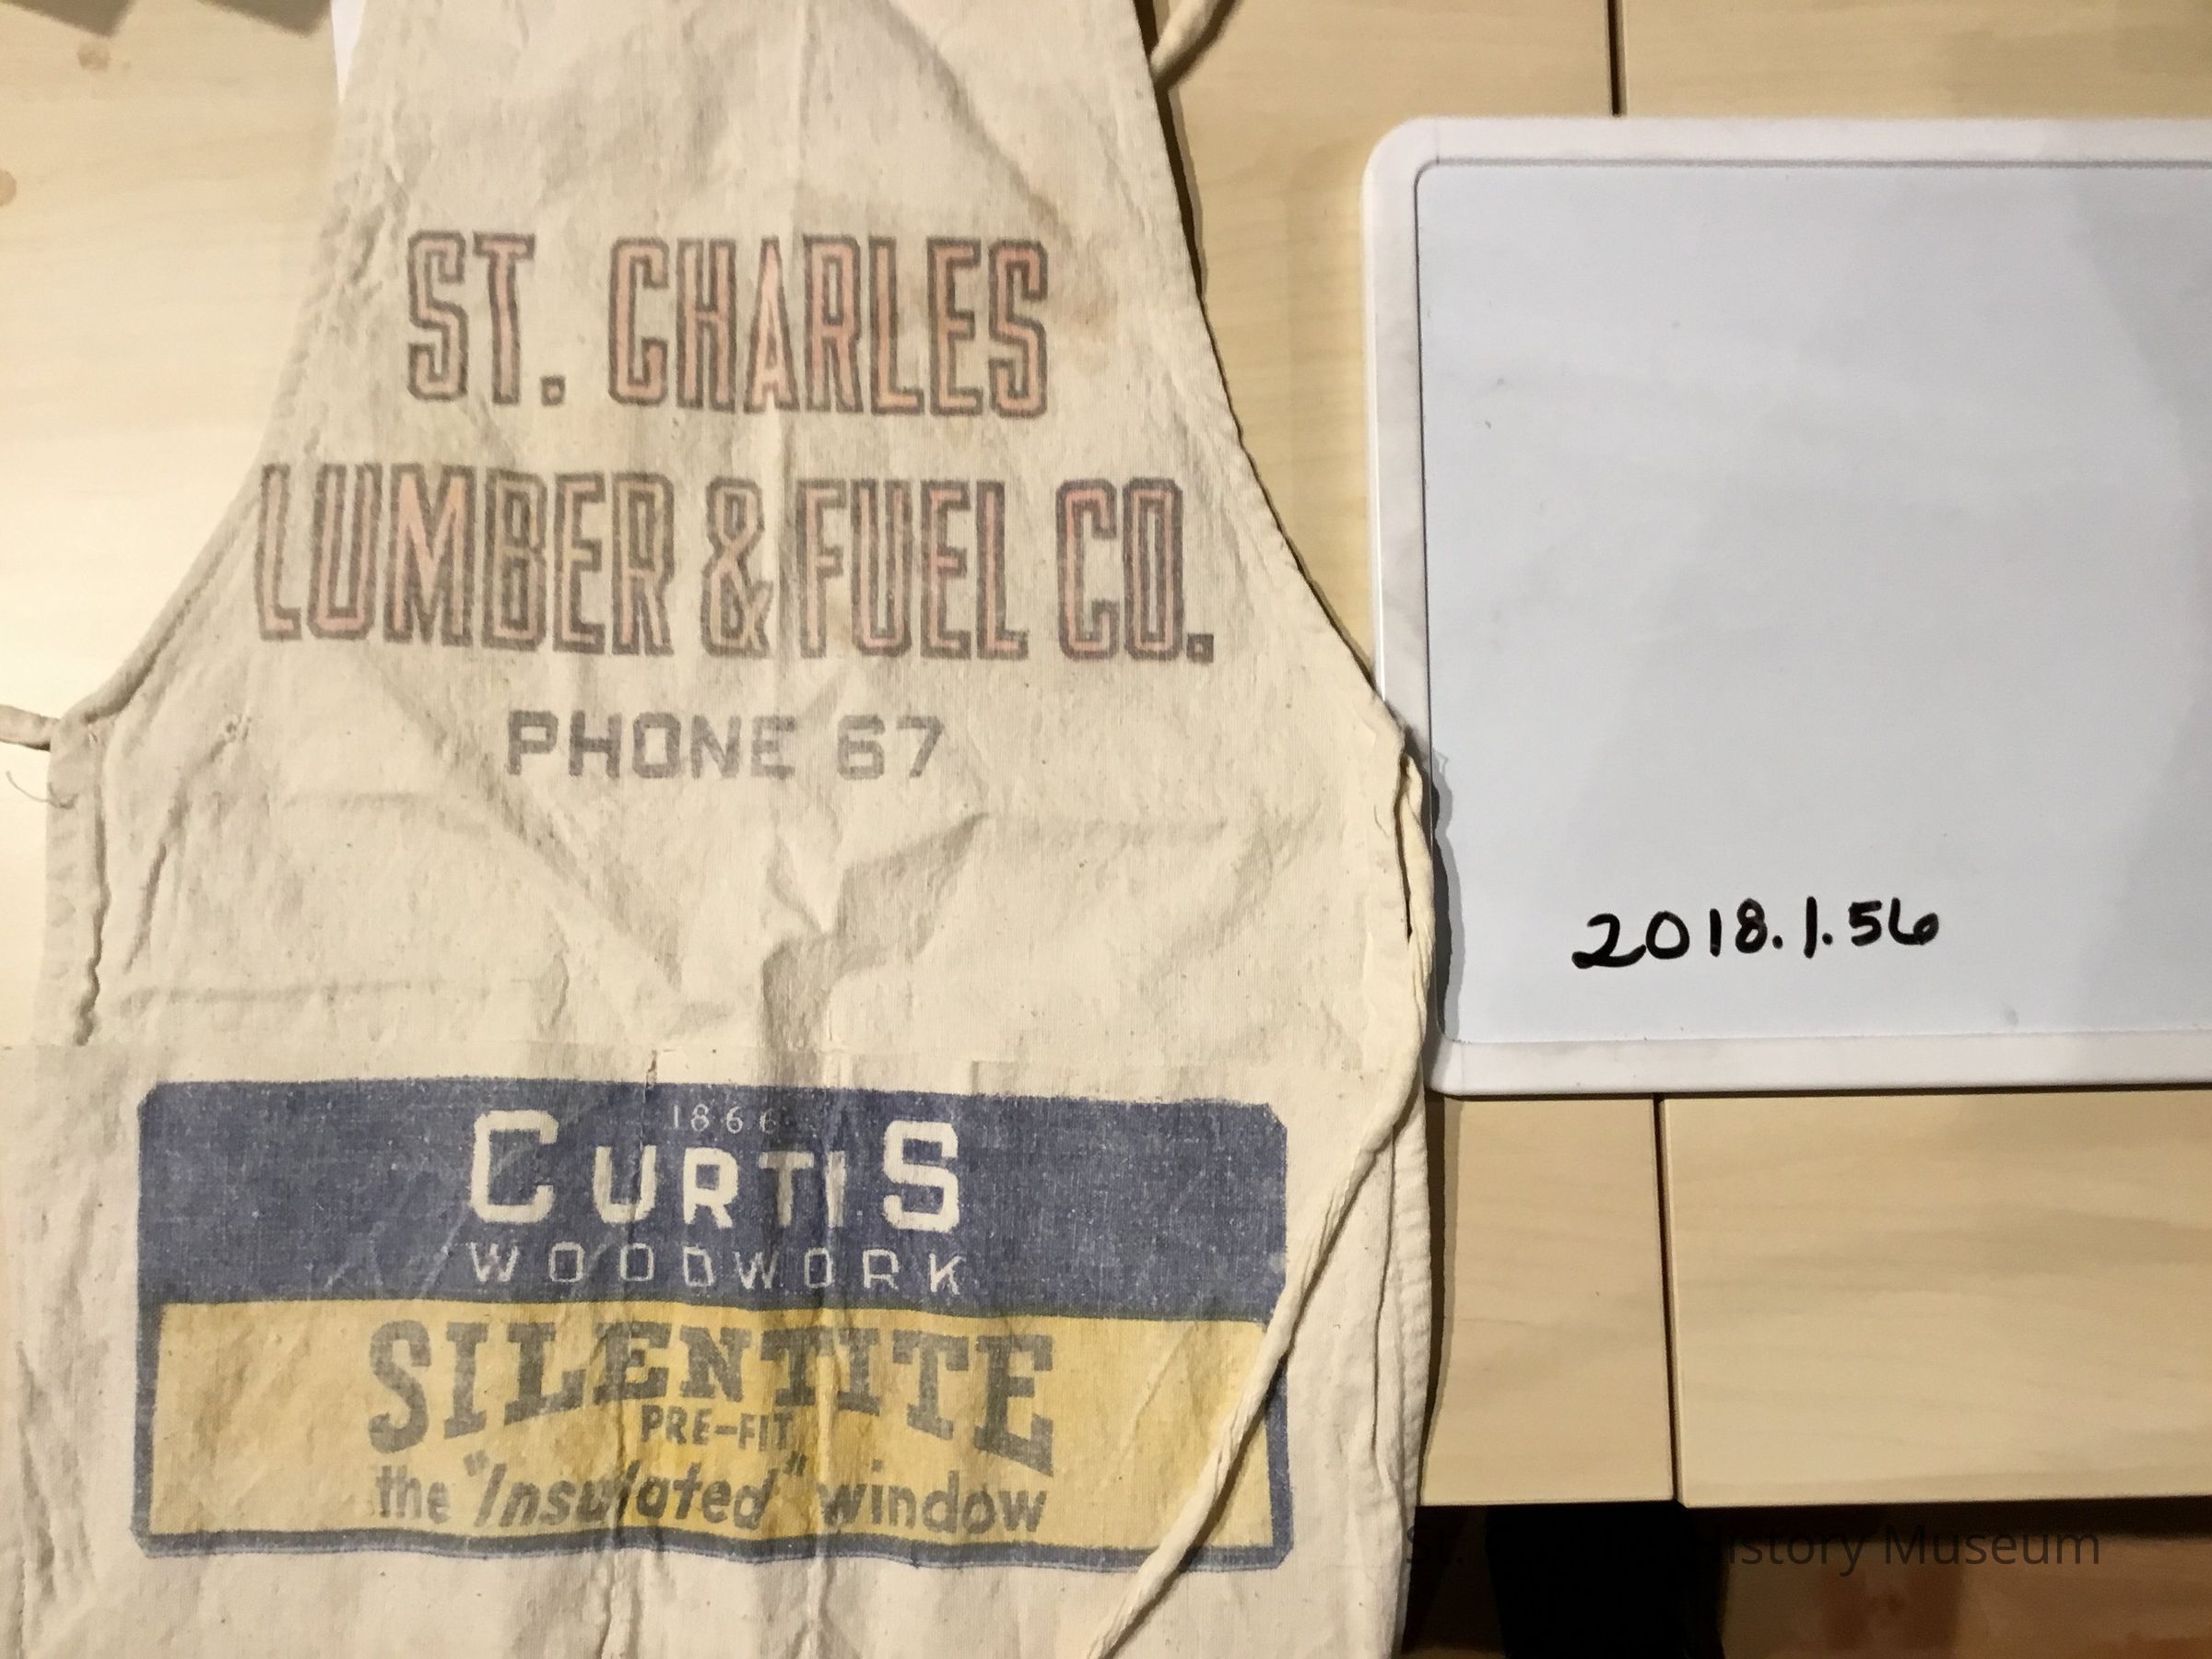 ST. CHARLES
LUMBER & FUEL CO.
PHONE 67
1866
CURTIS
WOODWORK
SILENTITE
PRE-FIT
the "Insulated" window
2018.1.56
St. History Museum